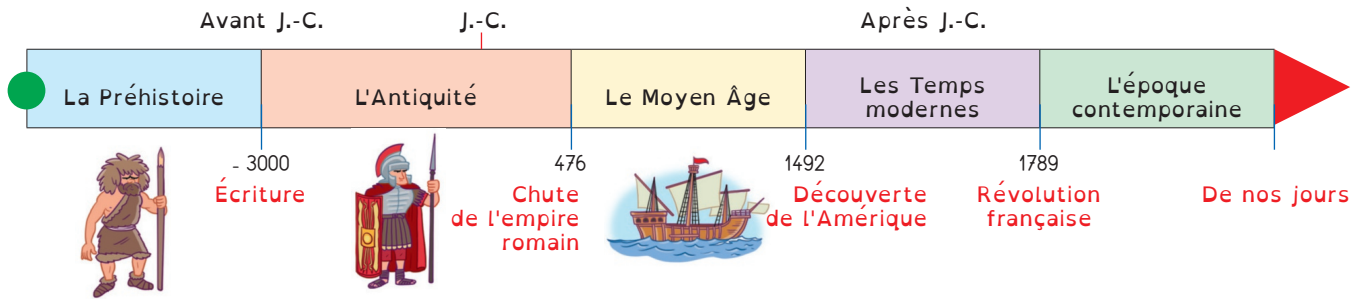 Avant J.-C.
J.-C.
Après J.-C.
La Préhistoire
L'Antiquité
Le Moyen Âge
Les Temps
modernes
L'époque
contemporaine
- 3000
Écriture
476
Chute
de l'empire
romain
1492
Découverte
de l'Amérique
1789
Révolution
française
De nos jours